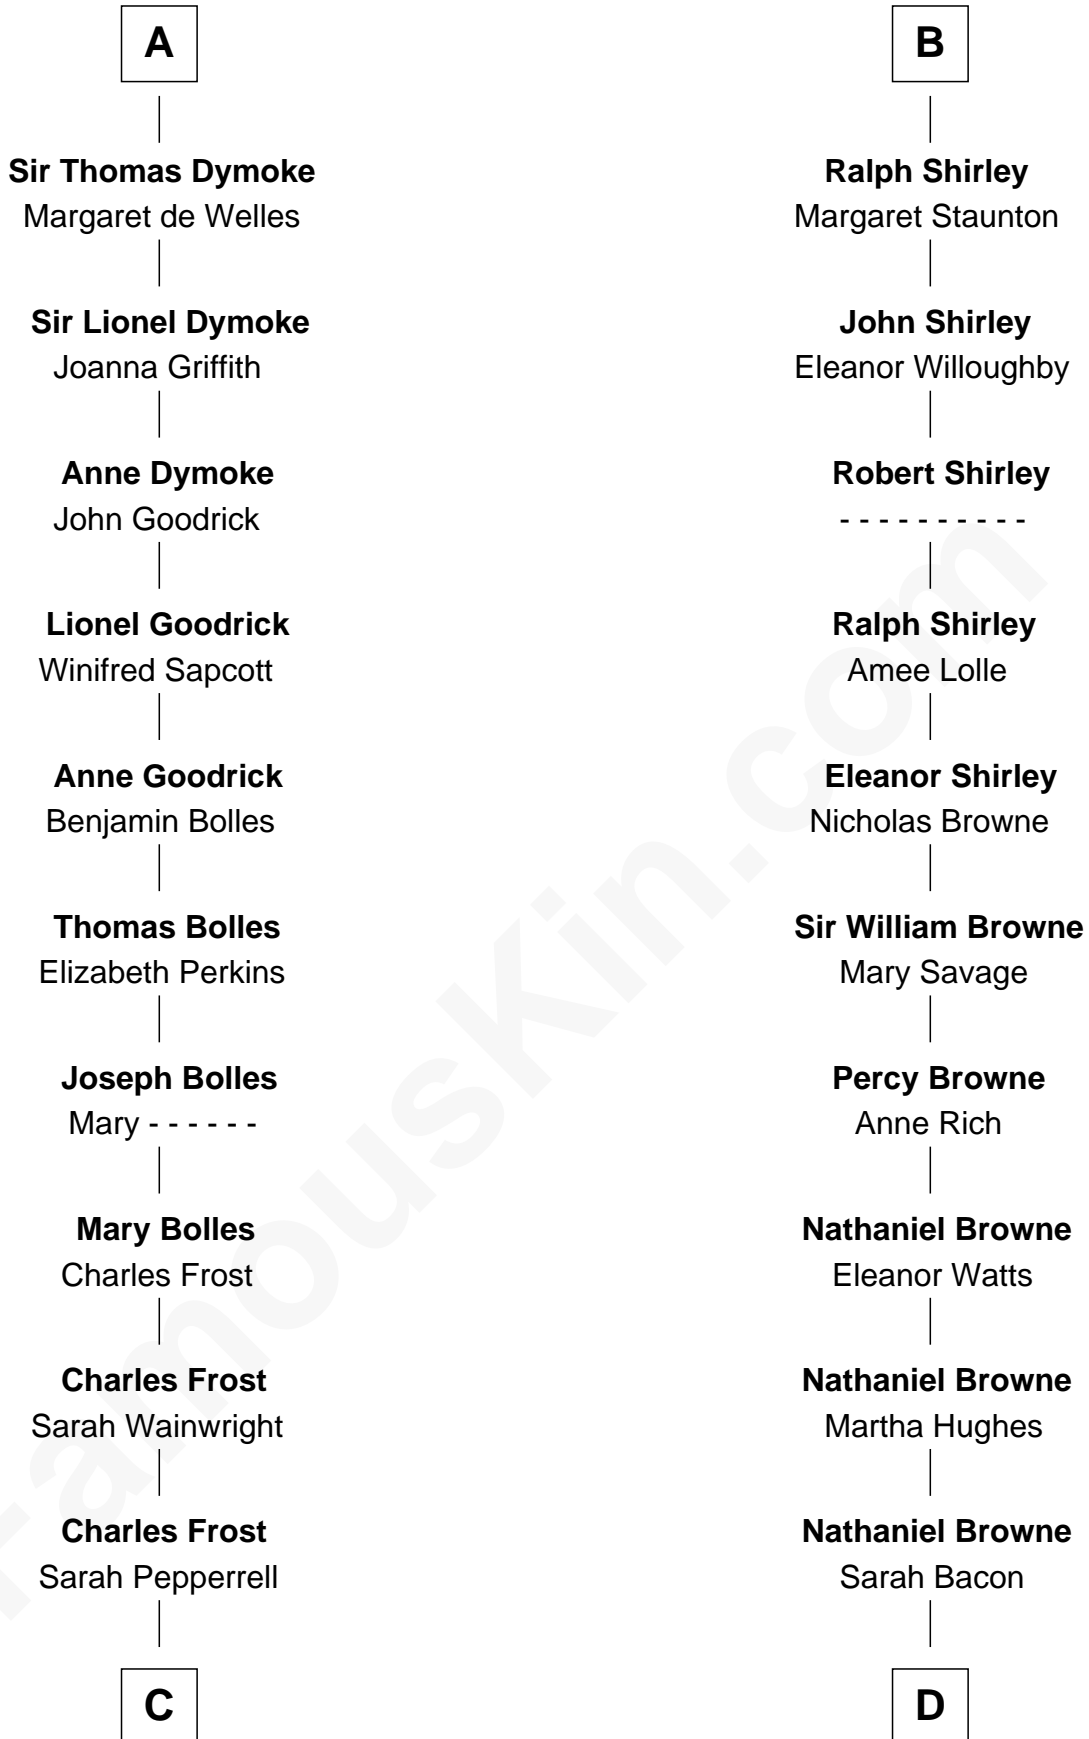 A
Sir Thomas Dymoke
Margaret de Welles
Sir Lionel Dymoke
Joanna Griffith
Anne Dymoke
John Goodrick
Lionel Goodrick
Winifred Sapcott
Anne Goodrick
Benjamin Bolles
Thomas Bolles
Elizabeth Perkins
Joseph Bolles
Mary - - - - - -
Mary Bolles
Charles Frost
Charles Frost
Sarah Wainwright
Charles Frost
Sarah Pepperrell
C
B
Ralph Shirley
Margaret Staunton
John Shirley
Eleanor Willoughby
Robert Shirley
- - - - - - - - - -
Ralph Shirley
Amee Lolle
Eleanor Shirley
Nicholas Browne
Sir William Browne
Mary Savage
Percy Browne
Anne Rich
Nathaniel Browne
Eleanor Watts
Nathaniel Browne
Martha Hughes
Nathaniel Browne
Sarah Bacon
D
FamousKin.com